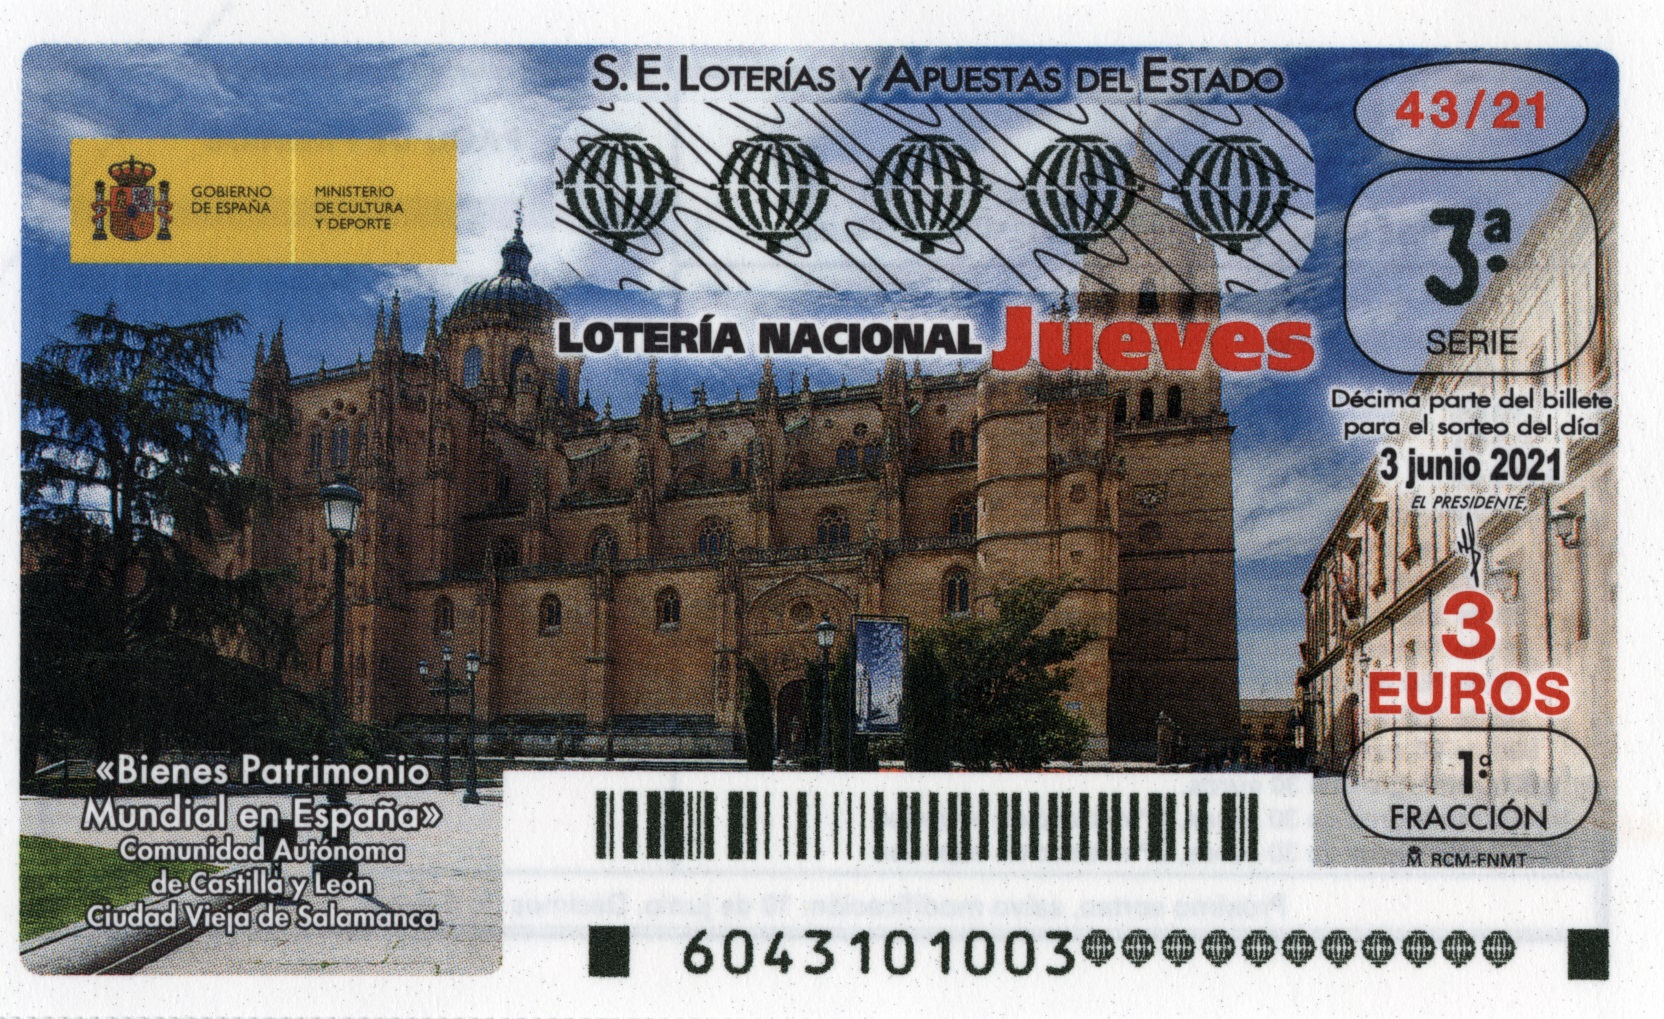 S. E. LOTERÍAS Y APUESTAS DEL ESTADO
43/21
GOBIERNO
DE ESPAÑA
MINISTERIO
DE CULTURA
Y DEPORTE
3ª
SERIE
LOTERÍA NACIONAL Jueves
Décima parte del billete
para el sorteo del día
3 junio 2021
EL PRESIDENTE,
3
EUROS
1ª
FRACCIÓN
RCM-FNMT
«Bienes Patrimonio
Mundial en España»
Comunidad Autónoma
de Castilla y León
Ciudad Vieja de Salamanca
6043101003